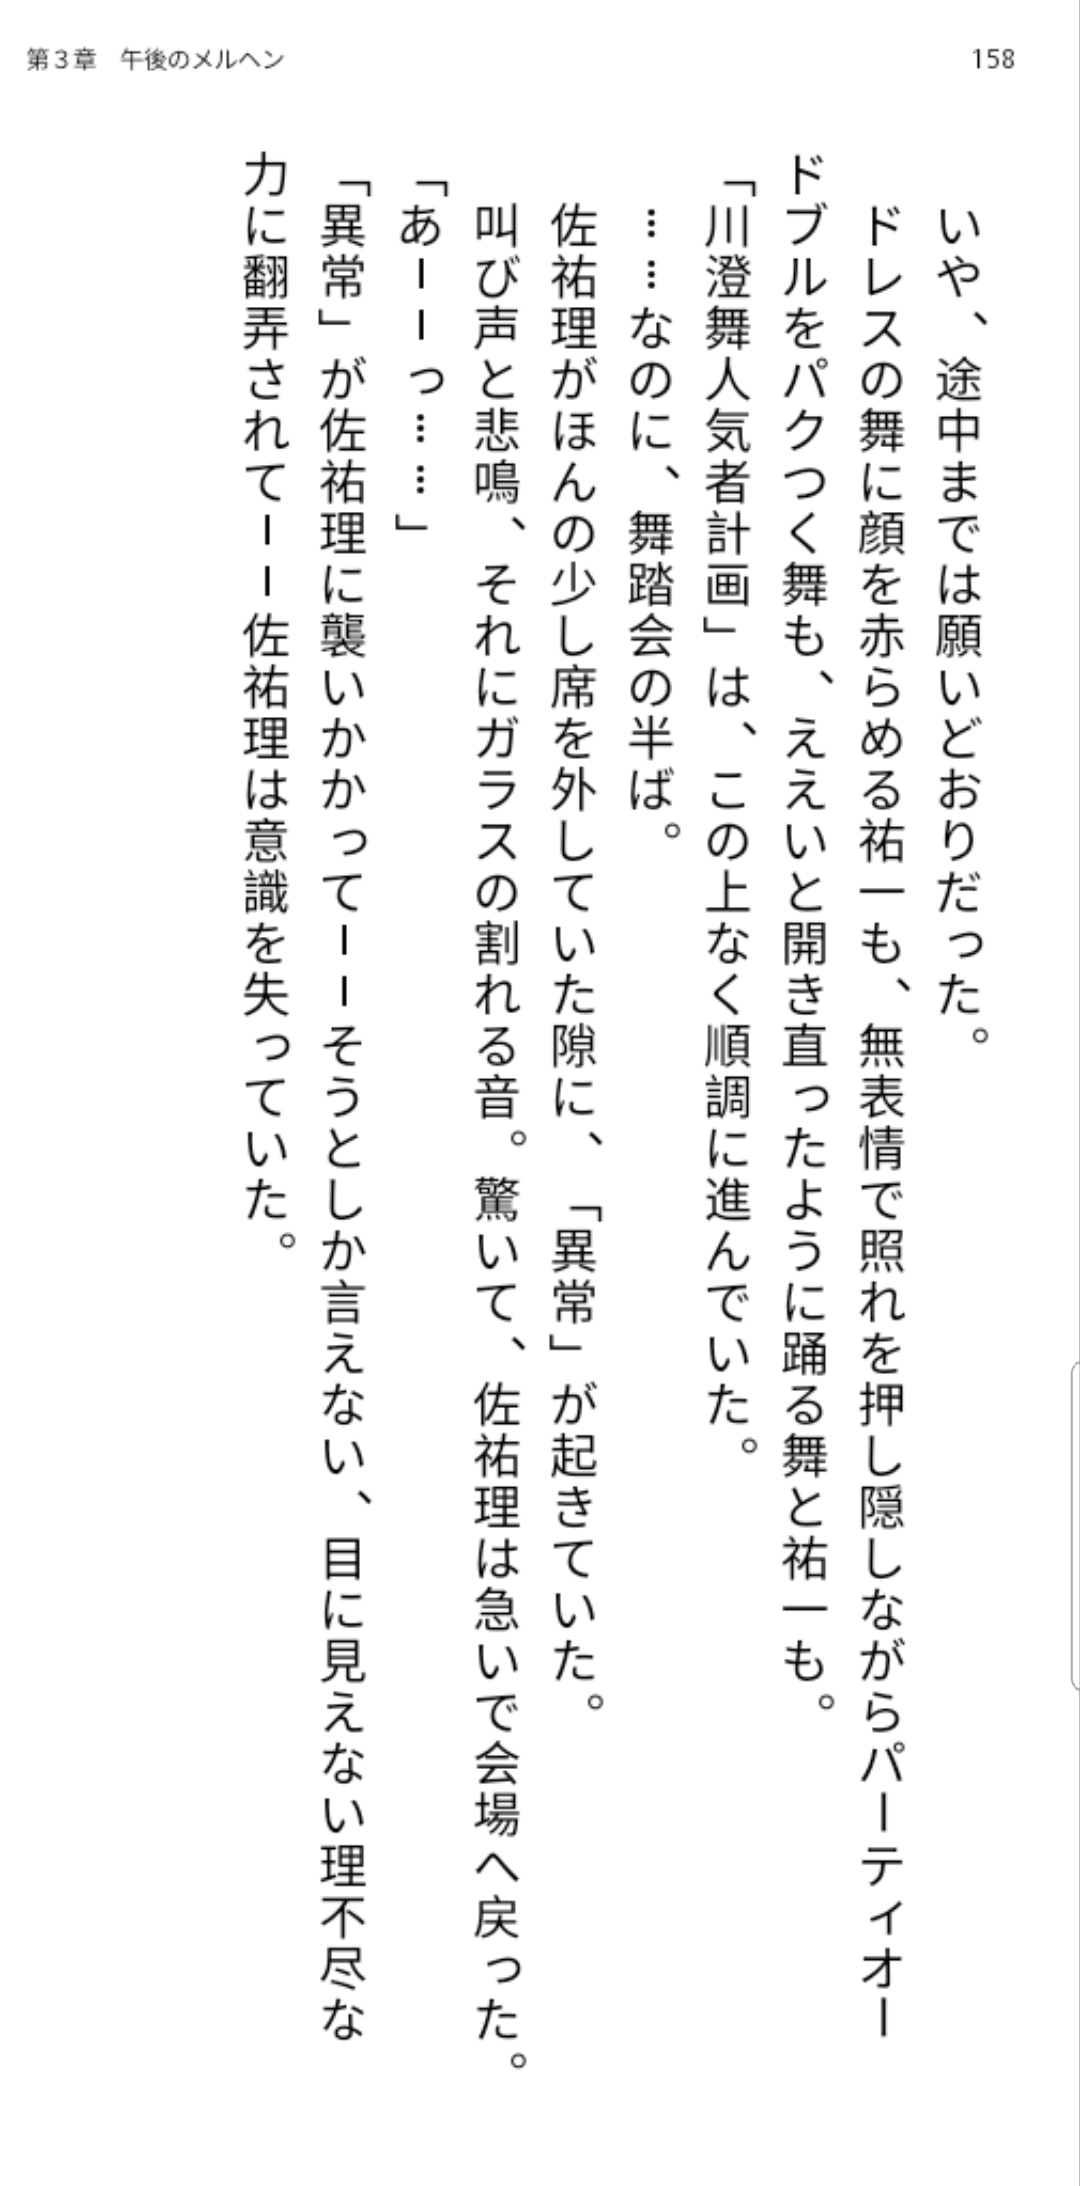 第３章　午後のメルヘン
158
　いや、途中までは願いどおりだった。
　ドレスの舞に顔を赤らめる祐一も、無表情で照れを押し隠しながらパーティオー
ドブルをパクつく舞も、ええいと開き直ったように踊る舞と祐一も。
「川澄舞人気者計画」は、この上なく順調に進んでいた。
　……なのに、舞踏会の半ば。
　佐祐理がほんの少し席を外していた隙に、「異常」が起きていた。
　叫び声と悲鳴、それにガラスの割れる音。驚いて、佐祐理は急いで会場へ戻った。
「あーーっ……」
「異常」が佐祐理に襲いかかってーーそうとしか言えない、目に見えない理不尽な
力に翻弄されてーー佐祐理は意識を失っていた。